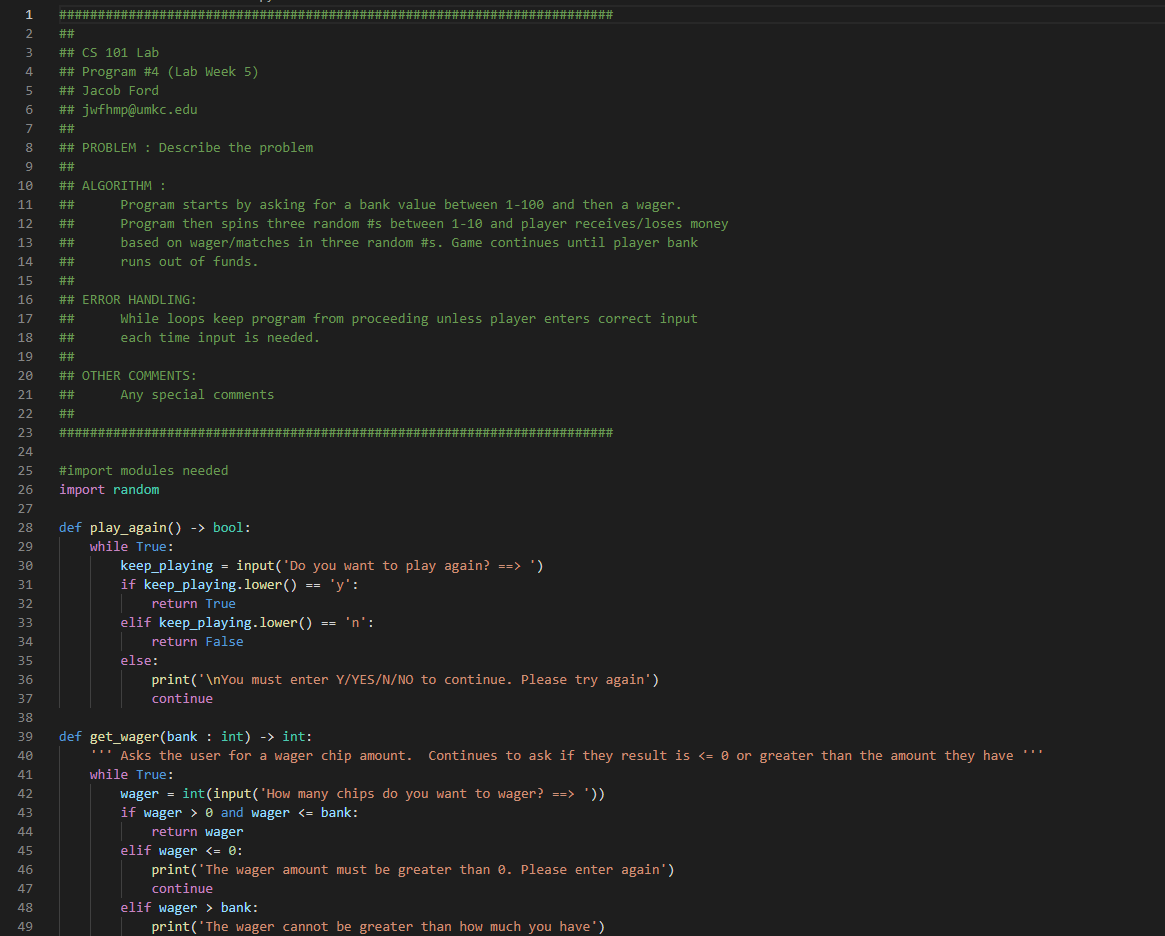 1 ########################################################################
2 ##
3 ## CS 101 Lab
4 ## Program #4 (Lab Week 5)
5 ## Jacob Ford
6 ## jwfhmp@umkc.edu
7 ##
8 ## PROBLEM : Describe the problem
9 ##
10 ## ALGORITHM :
11 ##      Program starts by asking for a bank value between 1-100 and then a wager.
12 ##      Program then spins three random #s between 1-10 and player receives/loses money
13 ##      based on wager/matches in three random #s. Game continues until player bank
14 ##      runs out of funds.
15 ##
16 ## ERROR HANDLING:
17 ##      While loops keep program from proceeding unless player enters correct input
18 ##      each time input is needed.
19 ##
20 ## OTHER COMMENTS:
21 ##      Any special comments
22 ##
23 ########################################################################
24
25 #import modules needed
26 import random
27
28 def play_again() -> bool:
29     while True:
30         keep_playing = input('Do you want to play again? ==> ')
31         if keep_playing.lower() == 'y':
32             return True
33         elif keep_playing.lower() == 'n':
34             return False
35         else:
36             print('\nYou must enter Y/YES/N/NO to continue. Please try again')
37             continue
38
39 def get_wager(bank : int) -> int:
40     ''' Asks the user for a wager chip amount.  Continues to ask if they result is <= 0 or greater than the amount they have '''
41     while True:
42         wager = int(input('How many chips do you want to wager? ==> '))
43         if wager > 0 and wager <= bank:
44             return wager
45         elif wager <= 0:
46             print('The wager amount must be greater than 0. Please enter again')
47             continue
48         elif wager > bank:
49             print('The wager cannot be greater than how much you have')